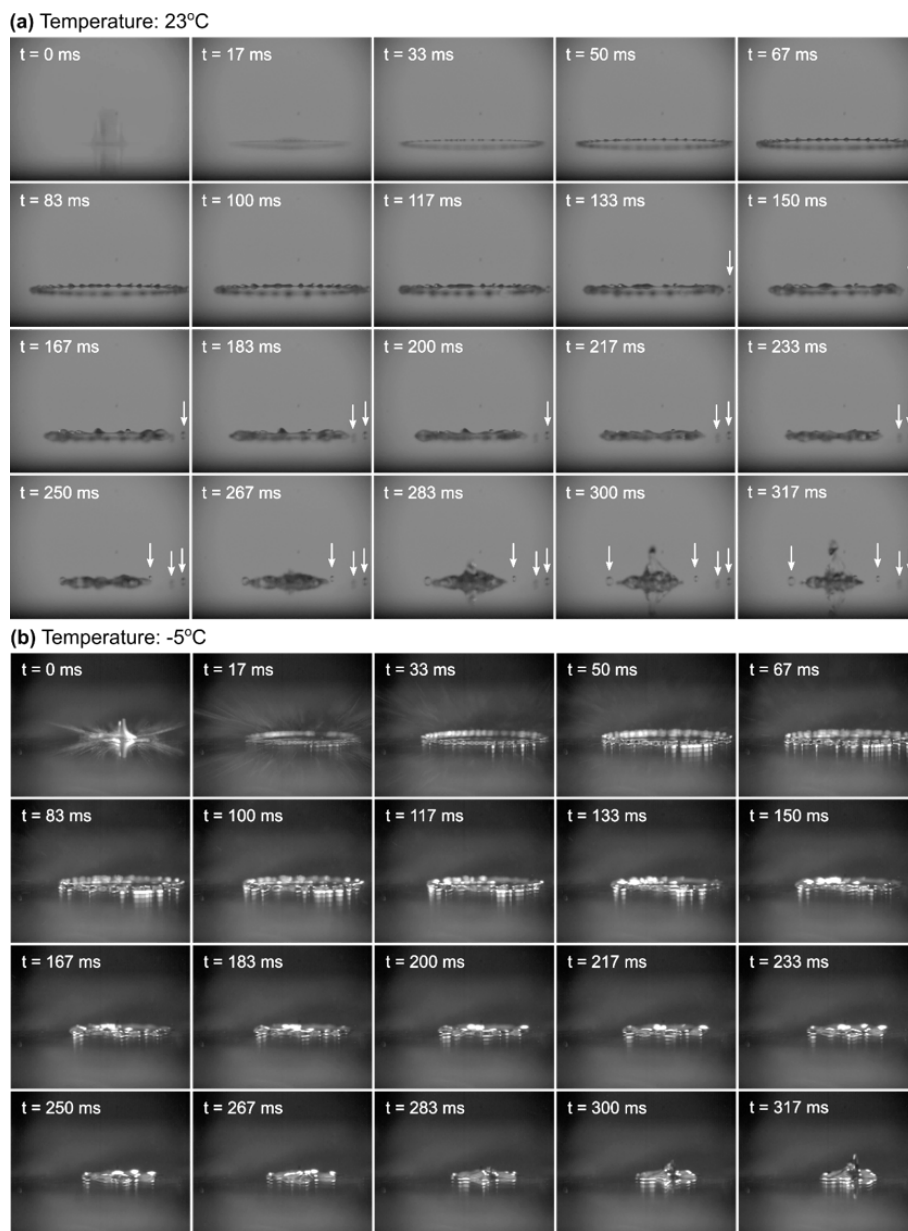 (a) Temperature: 23°C
t = 0 ms
t = 17 ms
t = 33 ms
t = 50 ms
t = 67 ms
t = 83 ms
t = 100 ms
t = 117 ms
t = 133 ms
t = 150 ms
t = 167 ms
t = 183 ms
t = 200 ms
t = 217 ms
t = 233 ms
t = 250 ms
t = 267 ms
t = 283 ms
t = 300 ms
t = 317 ms
(b) Temperature: -5°C
t = 0 ms
t = 17 ms
t = 33 ms
t = 50 ms
t = 67 ms
t = 83 ms
t = 100 ms
t = 117 ms
t = 133 ms
t = 150 ms
t = 167 ms
t = 183 ms
t = 200 ms
t = 217 ms
t = 233 ms
t = 250 ms
t = 267 ms
t = 283 ms
t = 300 ms
t = 317 ms